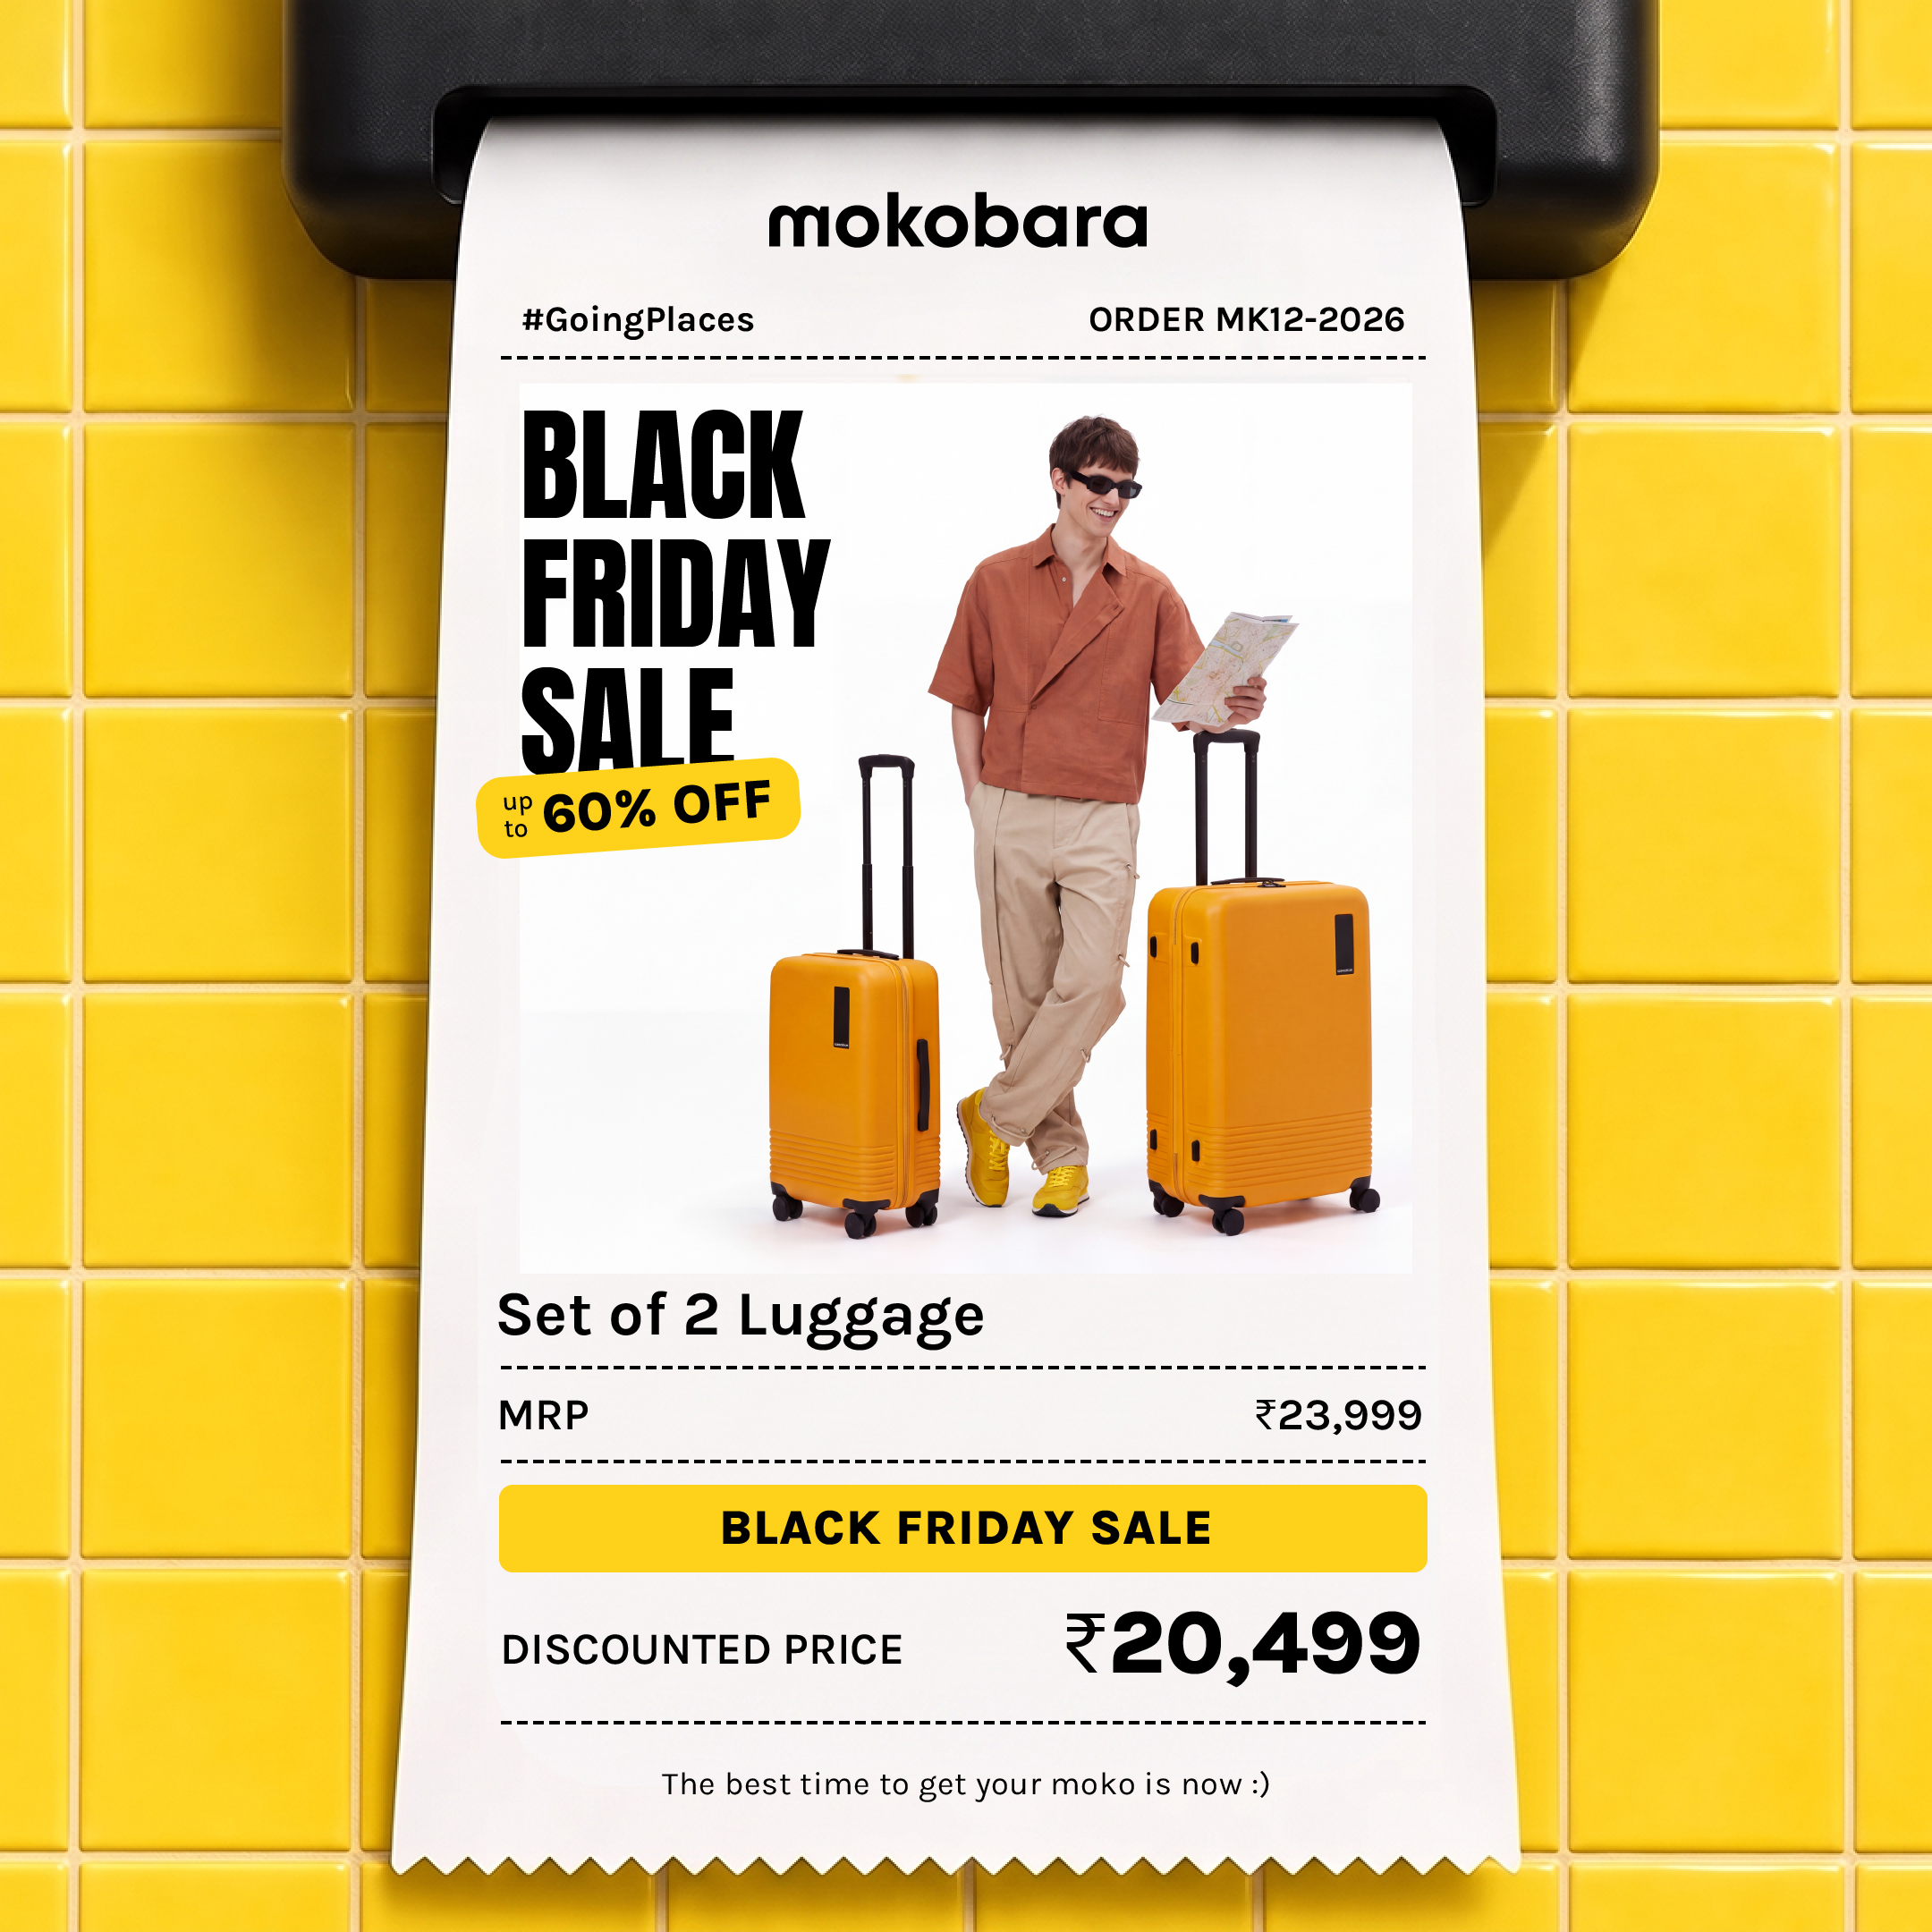 mokobara
#GoingPlaces
ORDER MK12-2026
BLACK
FRIDAY
SALE
up
to
60% OFF
Set of 2 Luggage
MRP
₹23,999
BLACK FRIDAY SALE
DISCOUNTED PRICE
₹20,499
The best time to get your moko is now :)